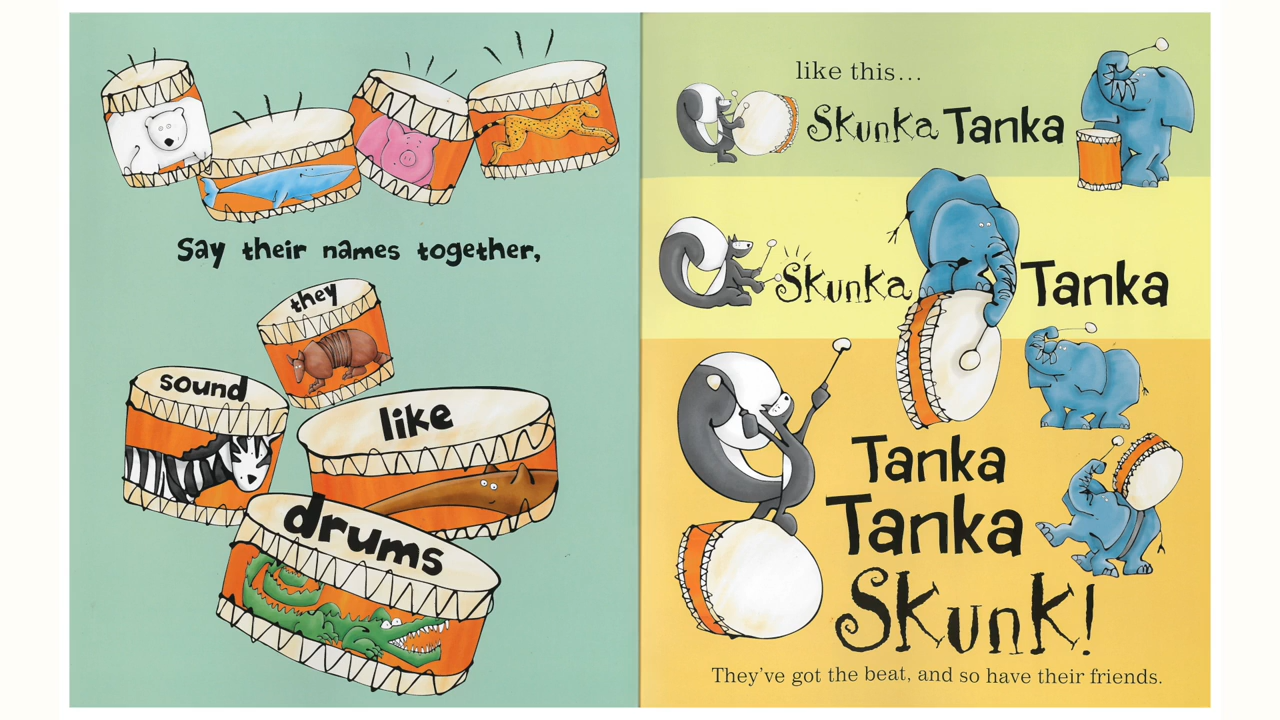 Say their names together,
they
sound
like
drums
like this...
Skunka Tanka
Skunka Tanka
Tanka
Tanka
Skunk!
They've got the beat, and so have their friends.